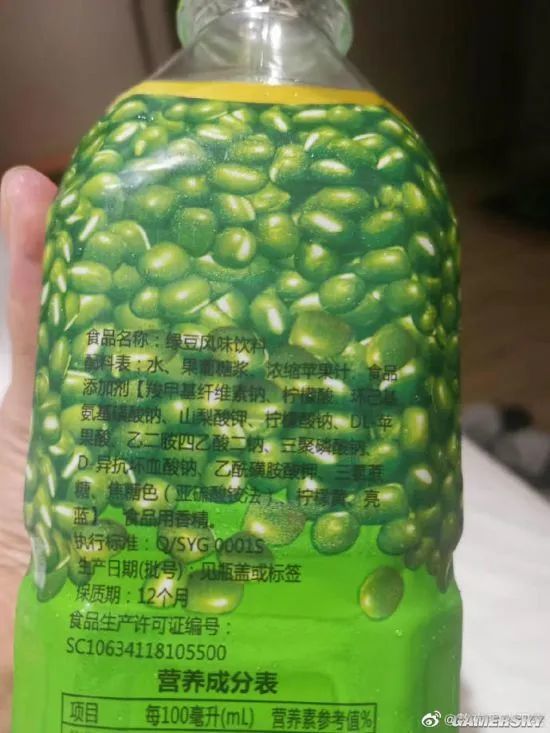 食品名称：绿豆风味饮料
配料表：水、果葡糖浆、浓缩苹果汁、食品
添加剂【羧甲基纤维素钠、柠檬酸、环己基
氨基磺酸钠、山梨酸钾、柠檬酸钠、DL-苹
果酸、乙二胺四乙酸二钠、三聚磷酸钠、
D-异抗坏血酸钠、乙酰磺胺酸钾、三氯蔗
糖、焦糖色（亚硫酸铵法）、柠檬黄、亮
蓝】、食品用香精。
执行标准：Q/SYG 0001S
生产日期(批号)：见瓶盖或标签
保质期：12个月
食品生产许可证编号：
SC10634118105500
营养成分表
项目 每100毫升(mL) 营养素参考值%
GAMERSKY